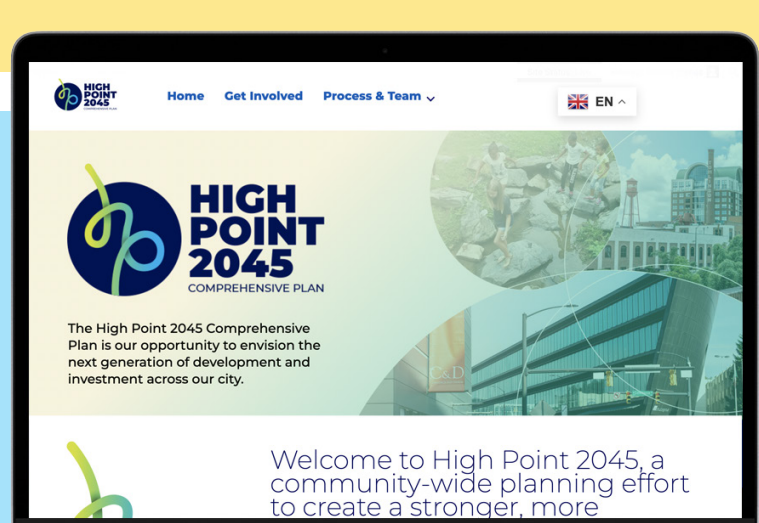 HIGH
POINT
2045
COMPREHENSIVE PLAN
Home Get Involved Process & Team
EN
HIGH
POINT
2045
COMPREHENSIVE PLAN
The High Point 2045 Comprehensive
Plan is our opportunity to envision the
next generation of development and
investment across our city.
C&D
Welcome to High Point 2045, a
community-wide planning effort
to create a stronger, more